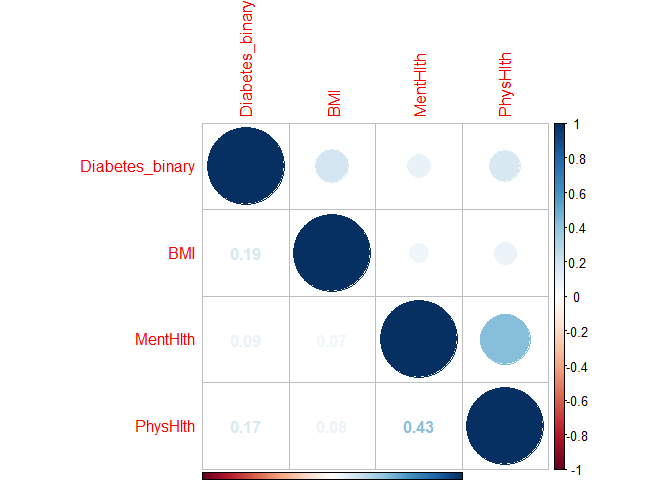 Diabetes_binary
BMI
MentHlth
PhysHlth
Diabetes_binary
BMI 0.19
MentHlth 0.09 0.07
PhysHlth 0.17 0.08 0.43
1
0.8
0.6
0.4
0.2
0
-0.2
-0.4
-0.6
-0.8
-1